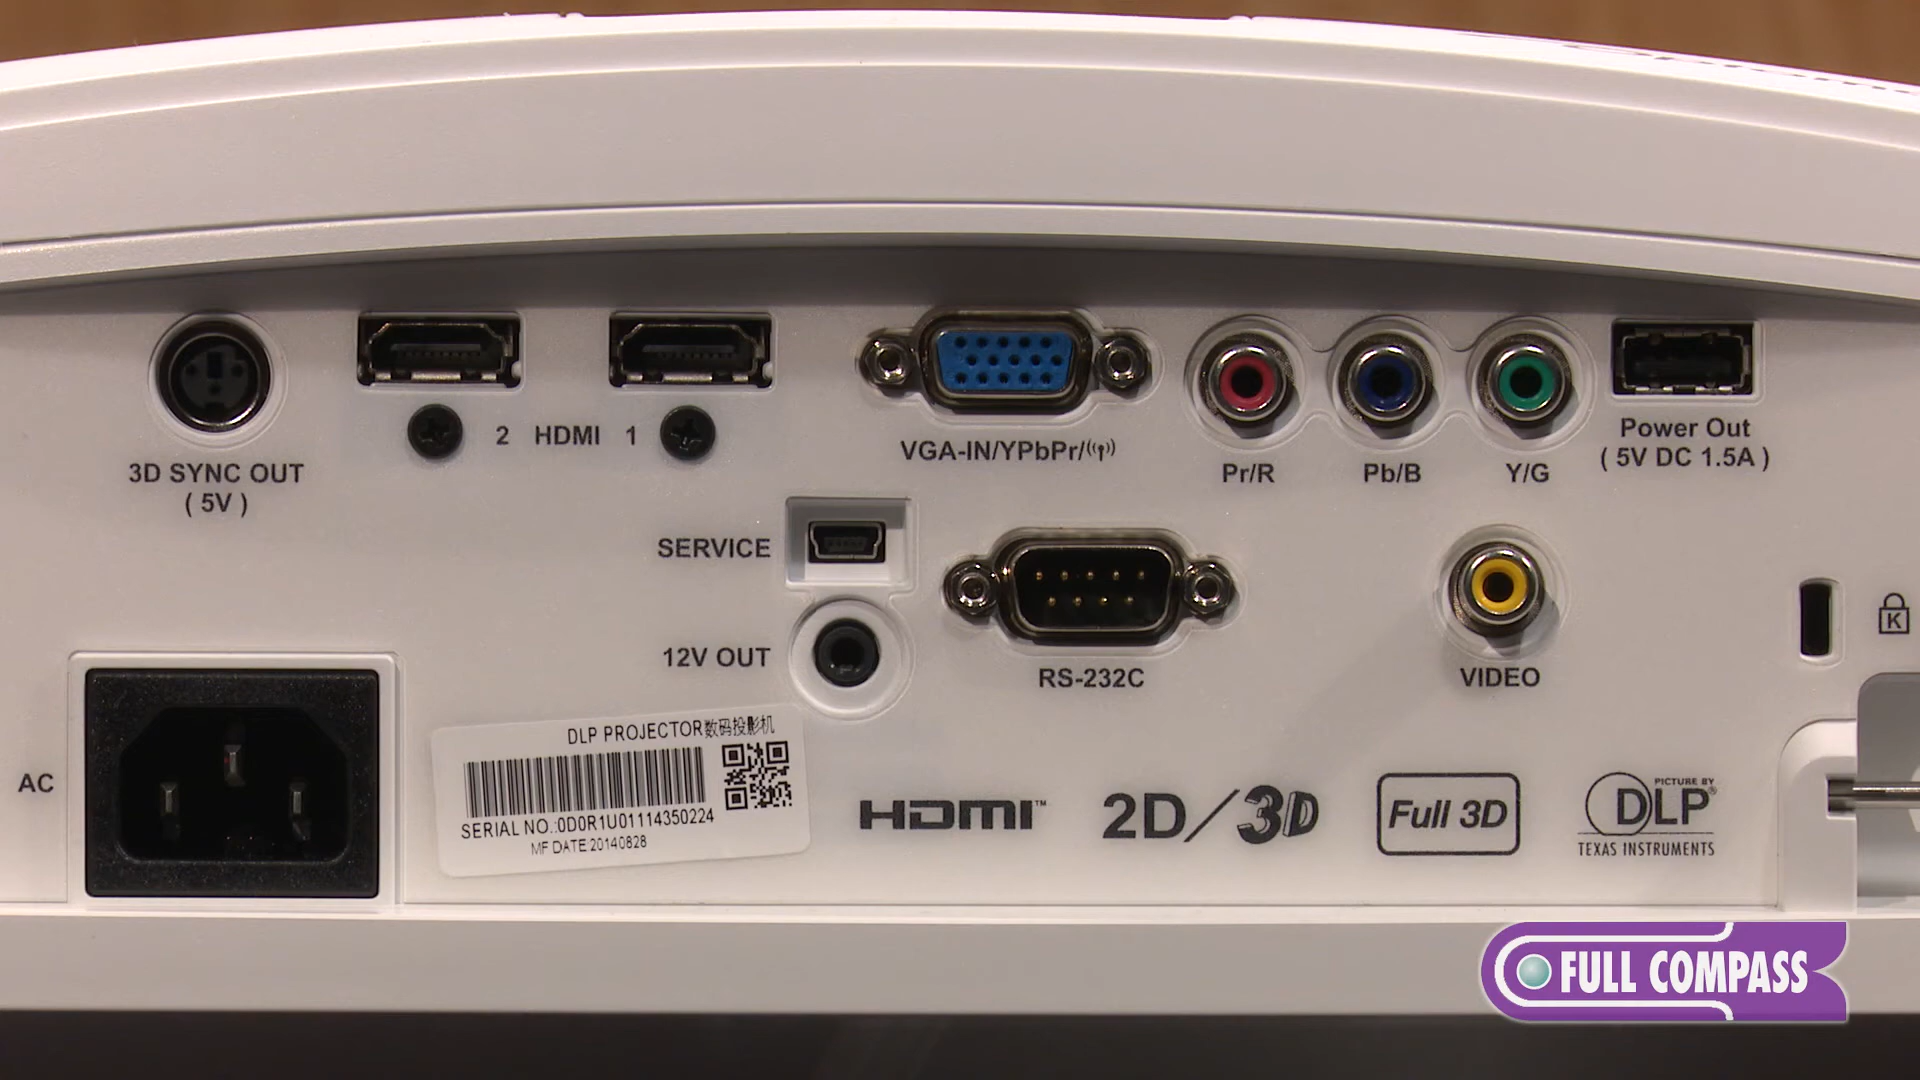 3D SYNC OUT
( 5V )
2 HDMI 1
VGA-IN/YPbPr/
Pr/R
Pb/B
Y/G
Power Out
( 5V DC 1.5A )
SERVICE
12V OUT
RS-232C
VIDEO
K
AC
DLP PROJECTOR数码投影机
SERIAL NO.:0D0R1U01114350224
MF DATE:20140828
HDMI™
2D/3D
Full 3D
PICTURE BY
DLP®
TEXAS INSTRUMENTS
FULL COMPASS